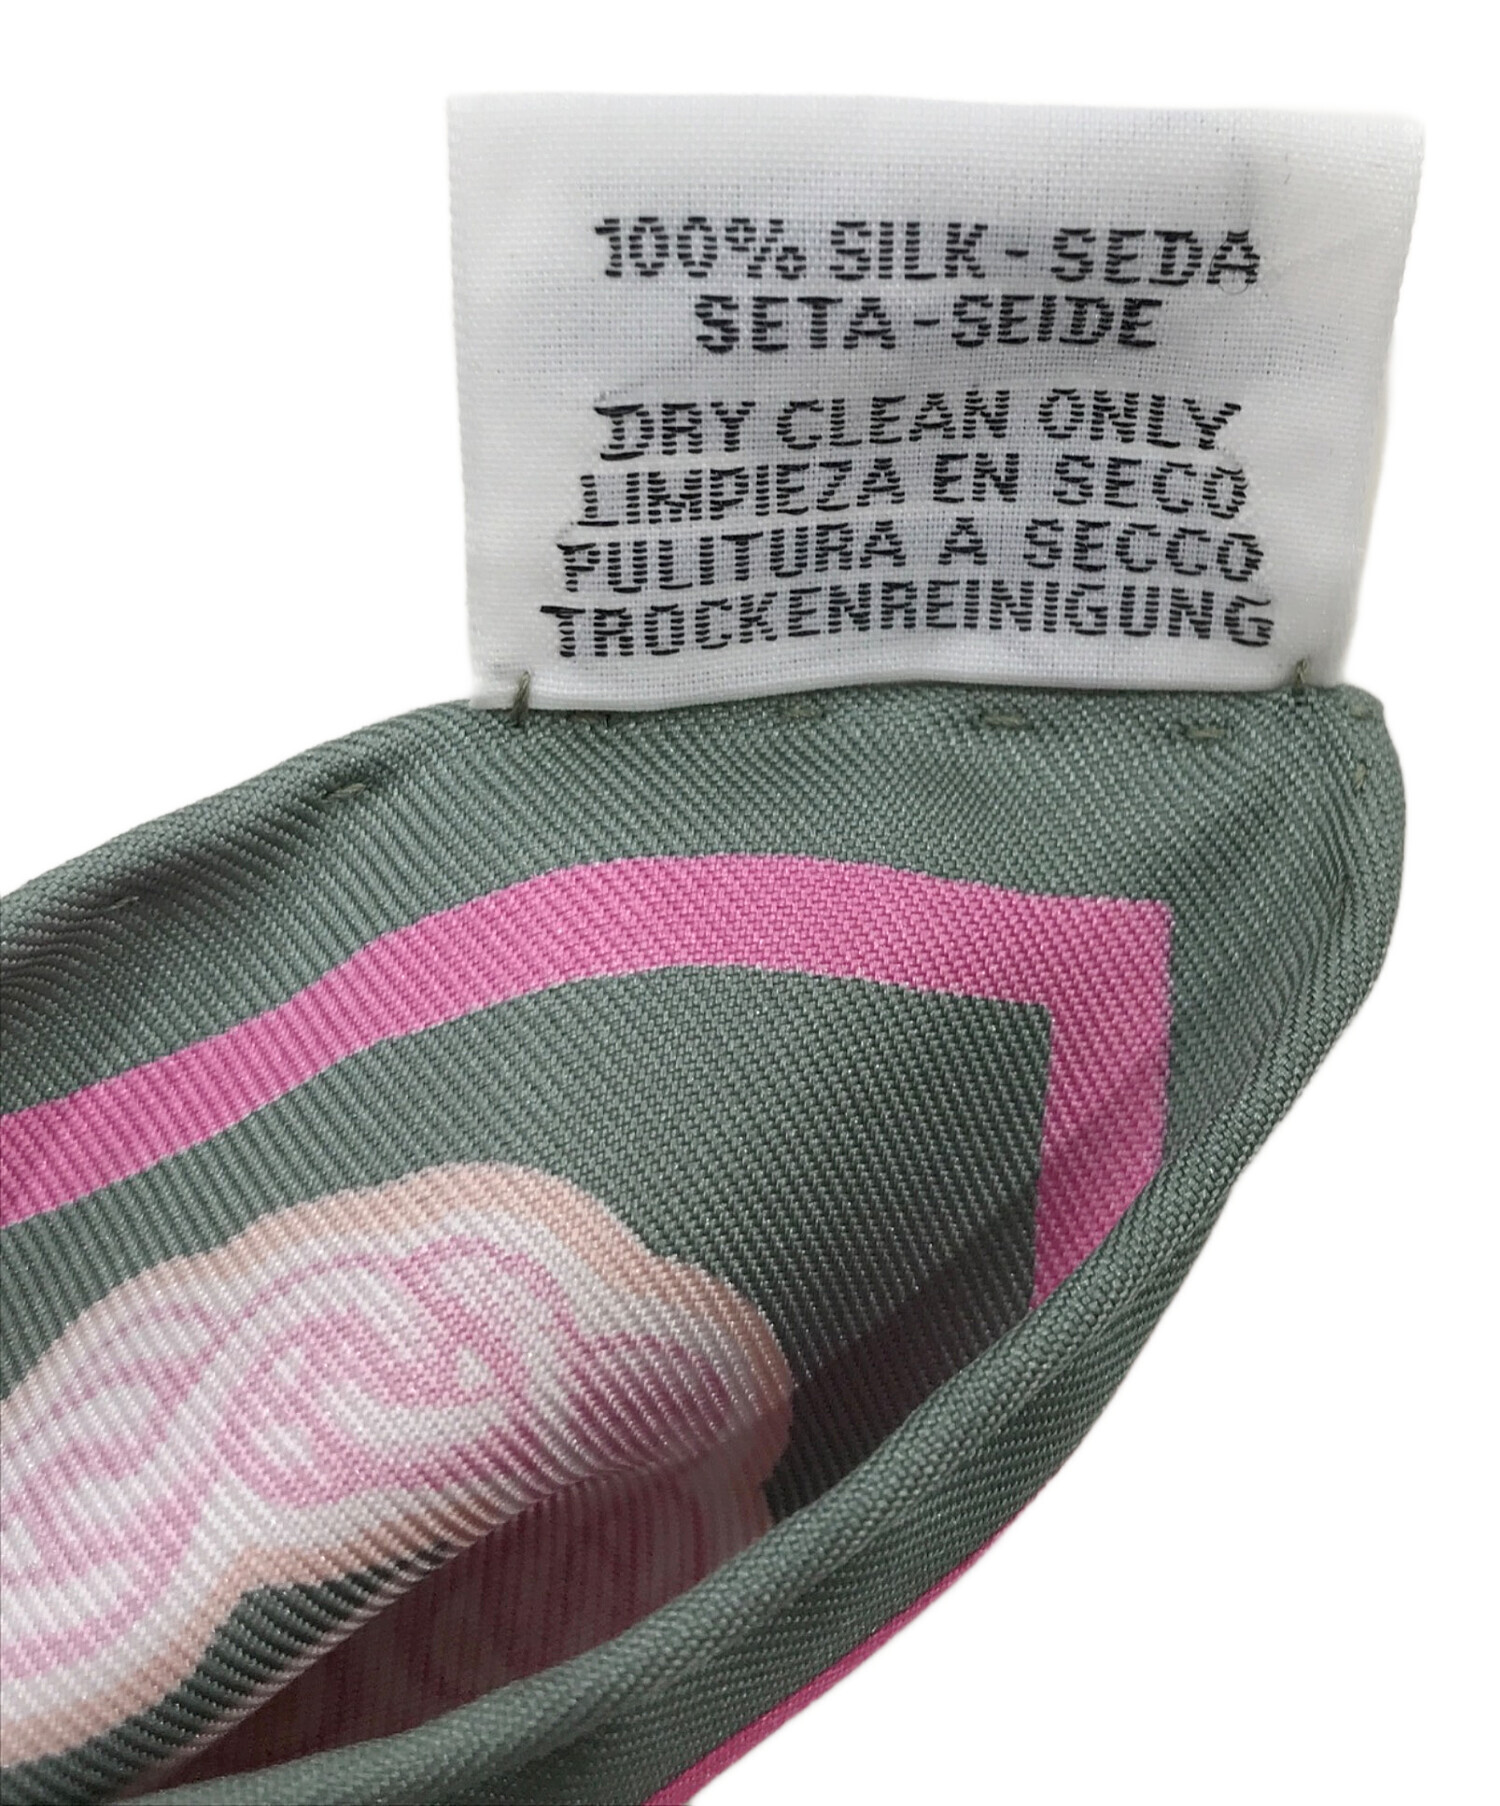 100% SILK - SEDA
SETA - SEIDE
DRY CLEAN ONLY
LIMPIEZA EN SECO
PULITURA A SECCO
TROCKENREINIGUNG